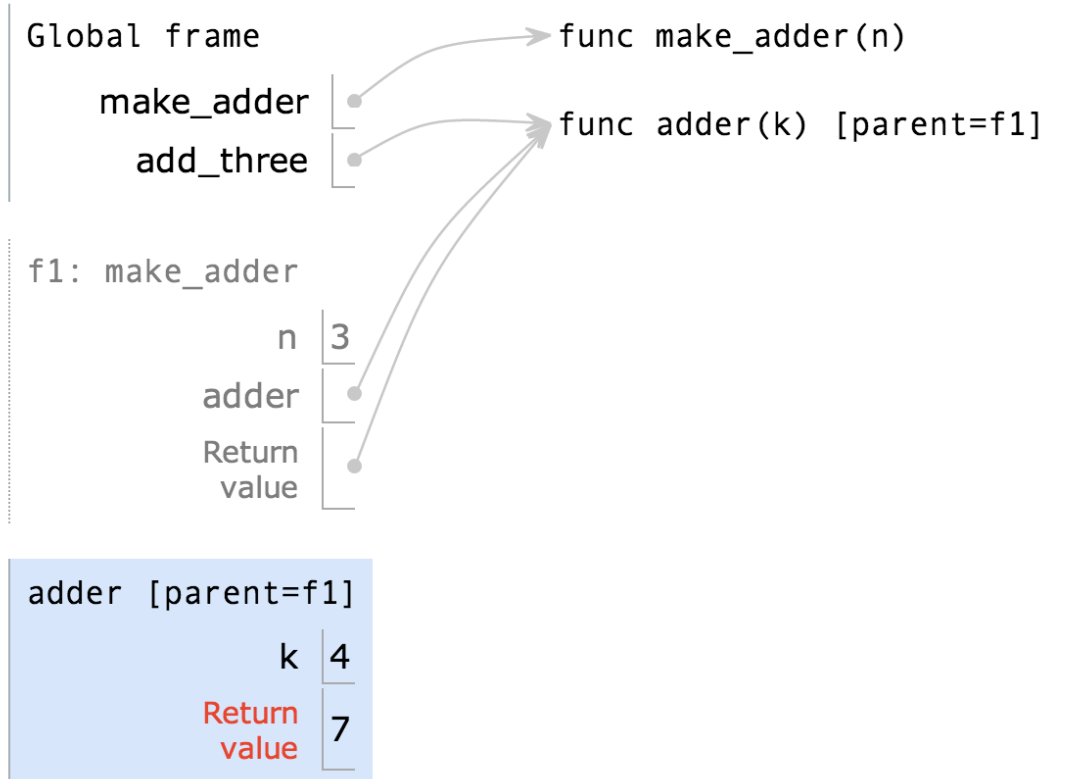 Global frame
func make_adder(n)
make_adder
func adder(k) [parent=f1]
add_three
f1: make_adder
n 3
adder
Return
value
adder [parent=f1]
k 4
Return
value 7